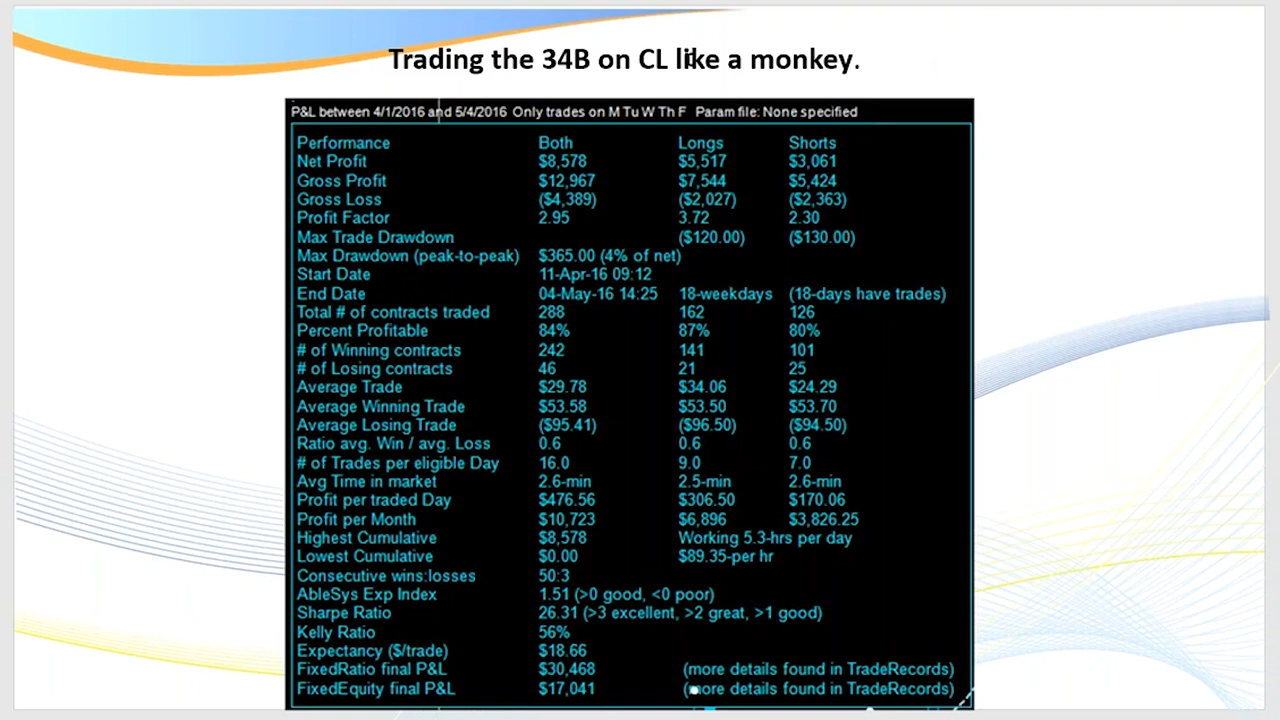 Trading the 34B on CL like a monkey.
P&L between 4/1/2016 and 5/4/2016 Only trades on M Tu W Th F Param file: None specified
Performance Both Longs Shorts
Net Profit $8,578 $5,517 $3,061
Gross Profit $12,967 $7,544 $5,424
Gross Loss ($4,389) ($2,027) ($2,363)
Profit Factor 2.95 3.72 2.30
Max Trade Drawdown ($120.00) ($130.00)
Max Drawdown (peak-to-peak) $365.00 (4% of net)
Start Date 11-Apr-16 09:12
End Date 04-May-16 14:25 18-weekdays (18-days have trades)
Total # of contracts traded 288 162 126
Percent Profitable 84% 87% 80%
# of Winning contracts 242 141 101
# of Losing contracts 46 21 25
Average Trade $29.78 $34.06 $24.29
Average Winning Trade $53.58 $53.50 $53.70
Average Losing Trade ($95.41) ($96.50) ($94.50)
Ratio avg. Win / avg. Loss 0.6 0.6 0.6
# of Trades per eligible Day 16.0 9.0 7.0
Avg Time in market 2.6-min 2.5-min 2.6-min
Profit per traded Day $476.56 $306.50 $170.06
Profit per Month $10,723 $6,896 $3,826.25
Highest Cumulative $8,578 Working 5.3-hrs per day
Lowest Cumulative $0.00 $89.35-per hr
Consecutive wins:losses 50:3
AbleSys Exp Index 1.51 (>0 good, <0 poor)
Sharpe Ratio 26.31 (>3 excellent, >2 great, >1 good)
Kelly Ratio 56%
Expectancy ($/trade) $18.66
FixedRatio final P&L $30,468 (more details found in TradeRecords)
FixedEquity final P&L $17,041 (more details found in TradeRecords)